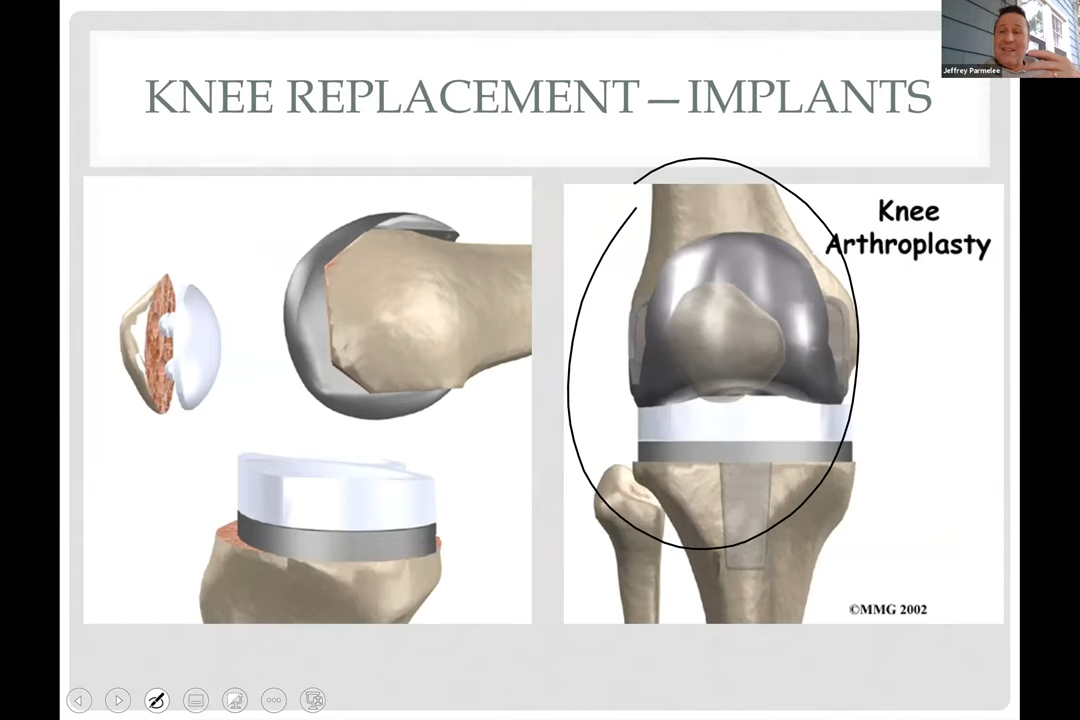 Jeffrey Parmelee
KNEE REPLACEMENT – IMPLANTS
Knee
Arthroplasty
©MMG 2002